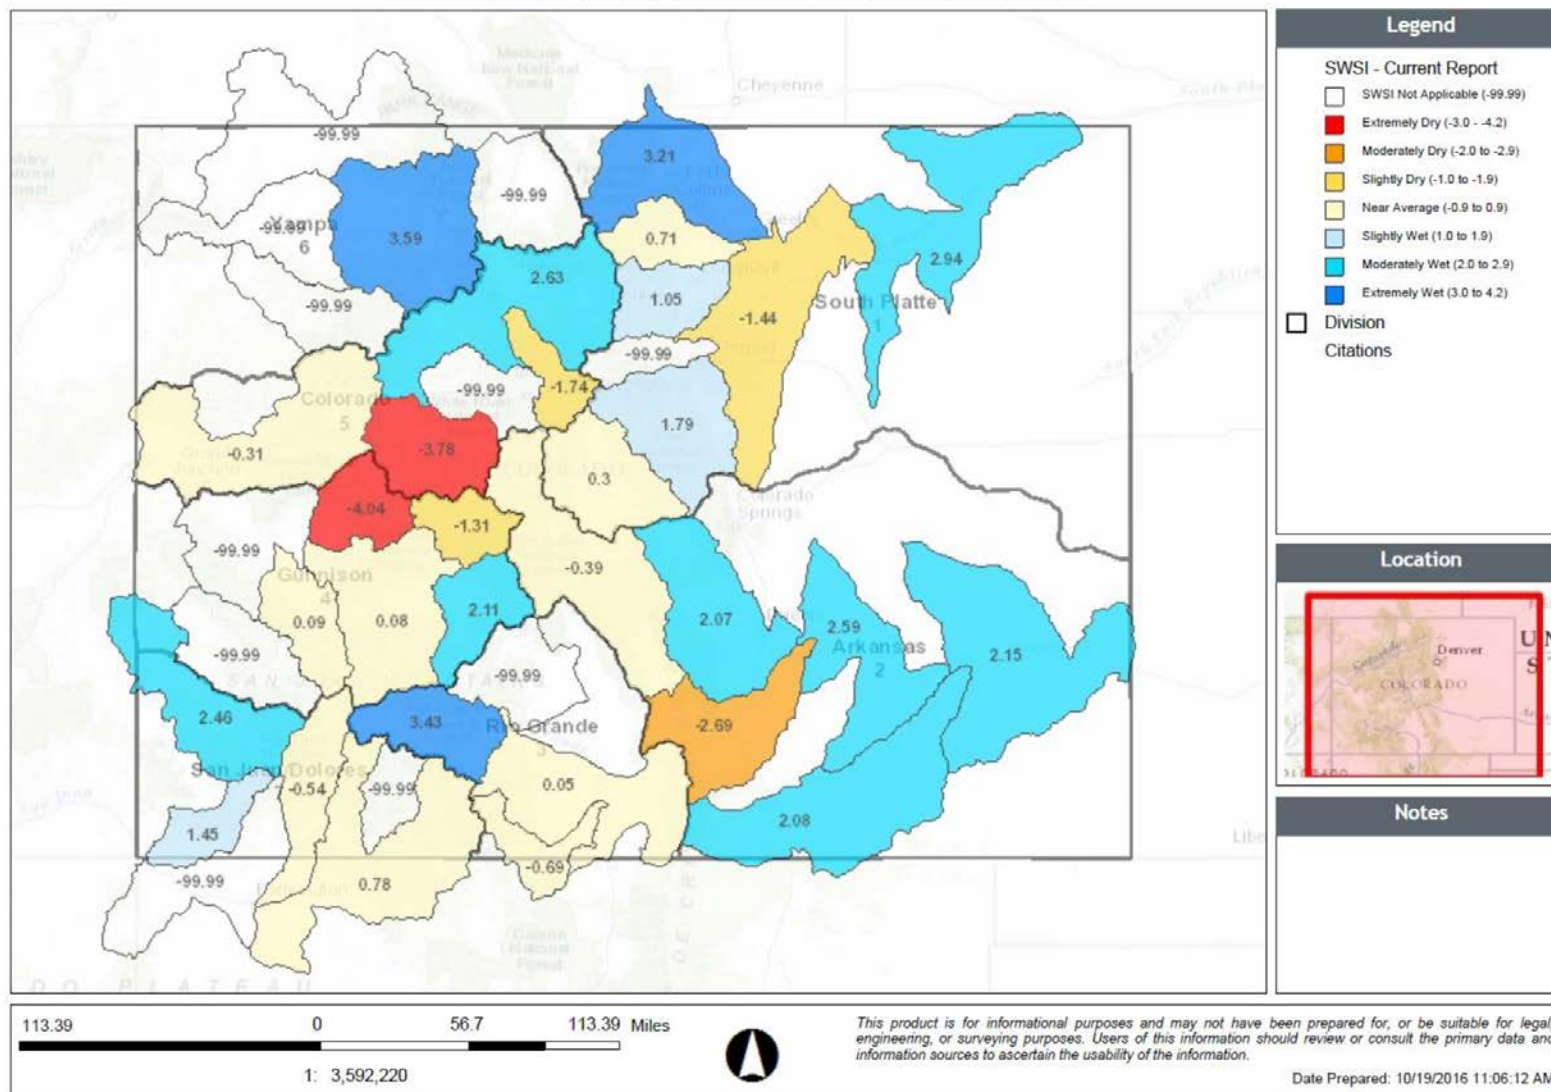 Medicine
Bow National
Forest
Cheyenne
-99.99
3.21
-99.99
Yampa
6
3.59
0.71
2.63
2.94
-99.99
1.05
South Platte
1
-1.44
-99.99
-99.99
-1.74
Colorado
5
1.79
-0.31
-3.78
0.3
Colorado
Springs
-4.04
-1.31
-99.99
-0.39
Gunnison
4
0.09
0.08
2.11
2.07
2.59
Arkansas
2
2.15
-99.99
-99.99
2.46
3.43
Rio Grande
3
-2.69
San Juan/Dolores
-0.54
-99.99
0.05
1.45
2.08
-99.99
0.78
-0.69
Carson
National
Forest
DO PLATEAU
Legend
SWSI - Current Report
SWSI Not Applicable (-99.99)
Extremely Dry (-3.0 - -4.2)
Moderately Dry (-2.0 to -2.9)
Slightly Dry (-1.0 to -1.9)
Near Average (-0.9 to 0.9)
Slightly Wet (1.0 to 1.9)
Moderately Wet (2.0 to 2.9)
Extremely Wet (3.0 to 4.2)
Division
Citations
Location
Denver
COLORADO
Notes
113.39 0 56.7 113.39 Miles
1: 3,592,220
This product is for informational purposes and may not have been prepared for, or be suitable for legal,
engineering, or surveying purposes. Users of this information should review or consult the primary data and
information sources to ascertain the usability of the information.
Date Prepared: 10/19/2016 11:06:12 AM